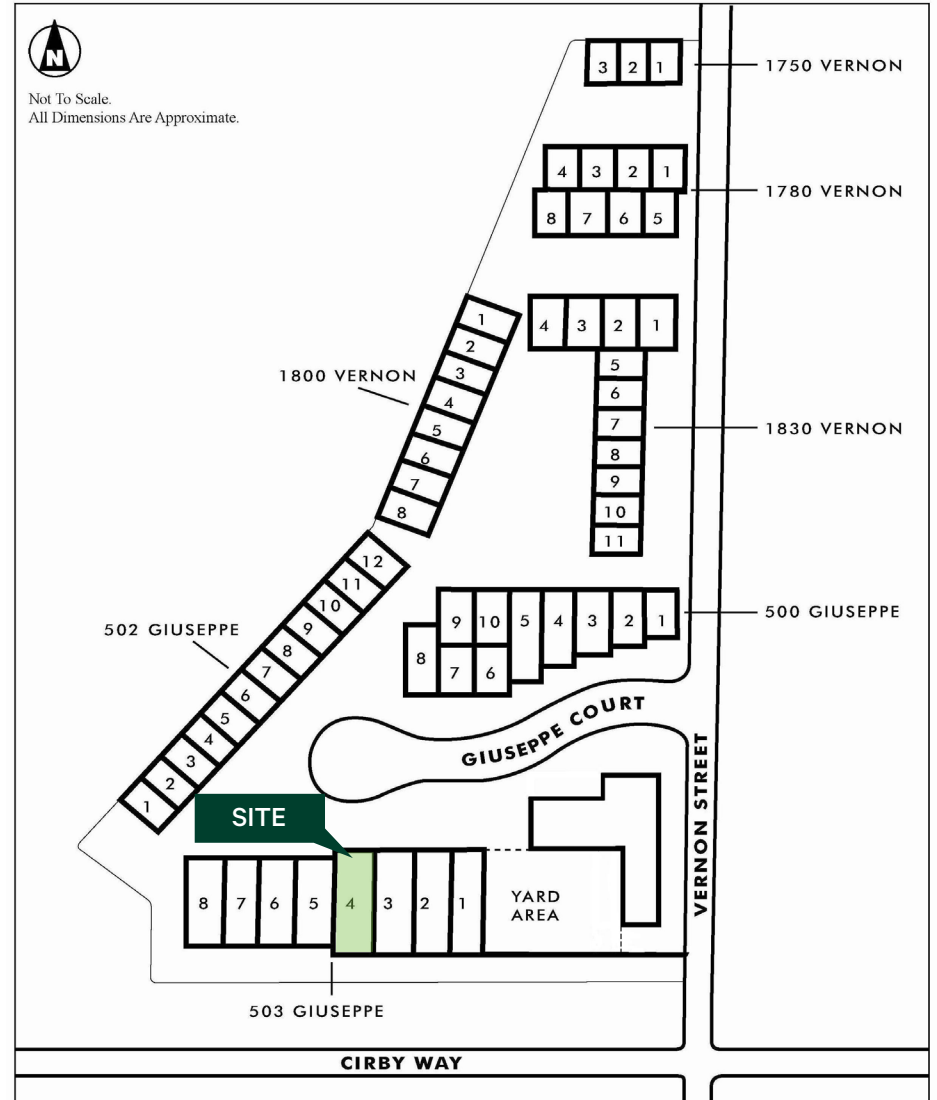 N
Not To Scale.
All Dimensions Are Approximate.
3 2 1
1750 VERNON
4 3 2 1
1780 VERNON
8 7 6 5
1
2
3
4
5
6
7
8
1800 VERNON
4 3 2 1
5
6
7
8
9
10
11
1830 VERNON
12
11
10
9
8
7
6
5
4
3
2
1
502 GIUSEPPE
9 10 5 4 3 2 1
8 7 6
500 GIUSEPPE
GIUSEPPE COURT
VERNON STREET
SITE
8 7 6 5 4 3 2 1
YARD
AREA
503 GIUSEPPE
CIRBY WAY